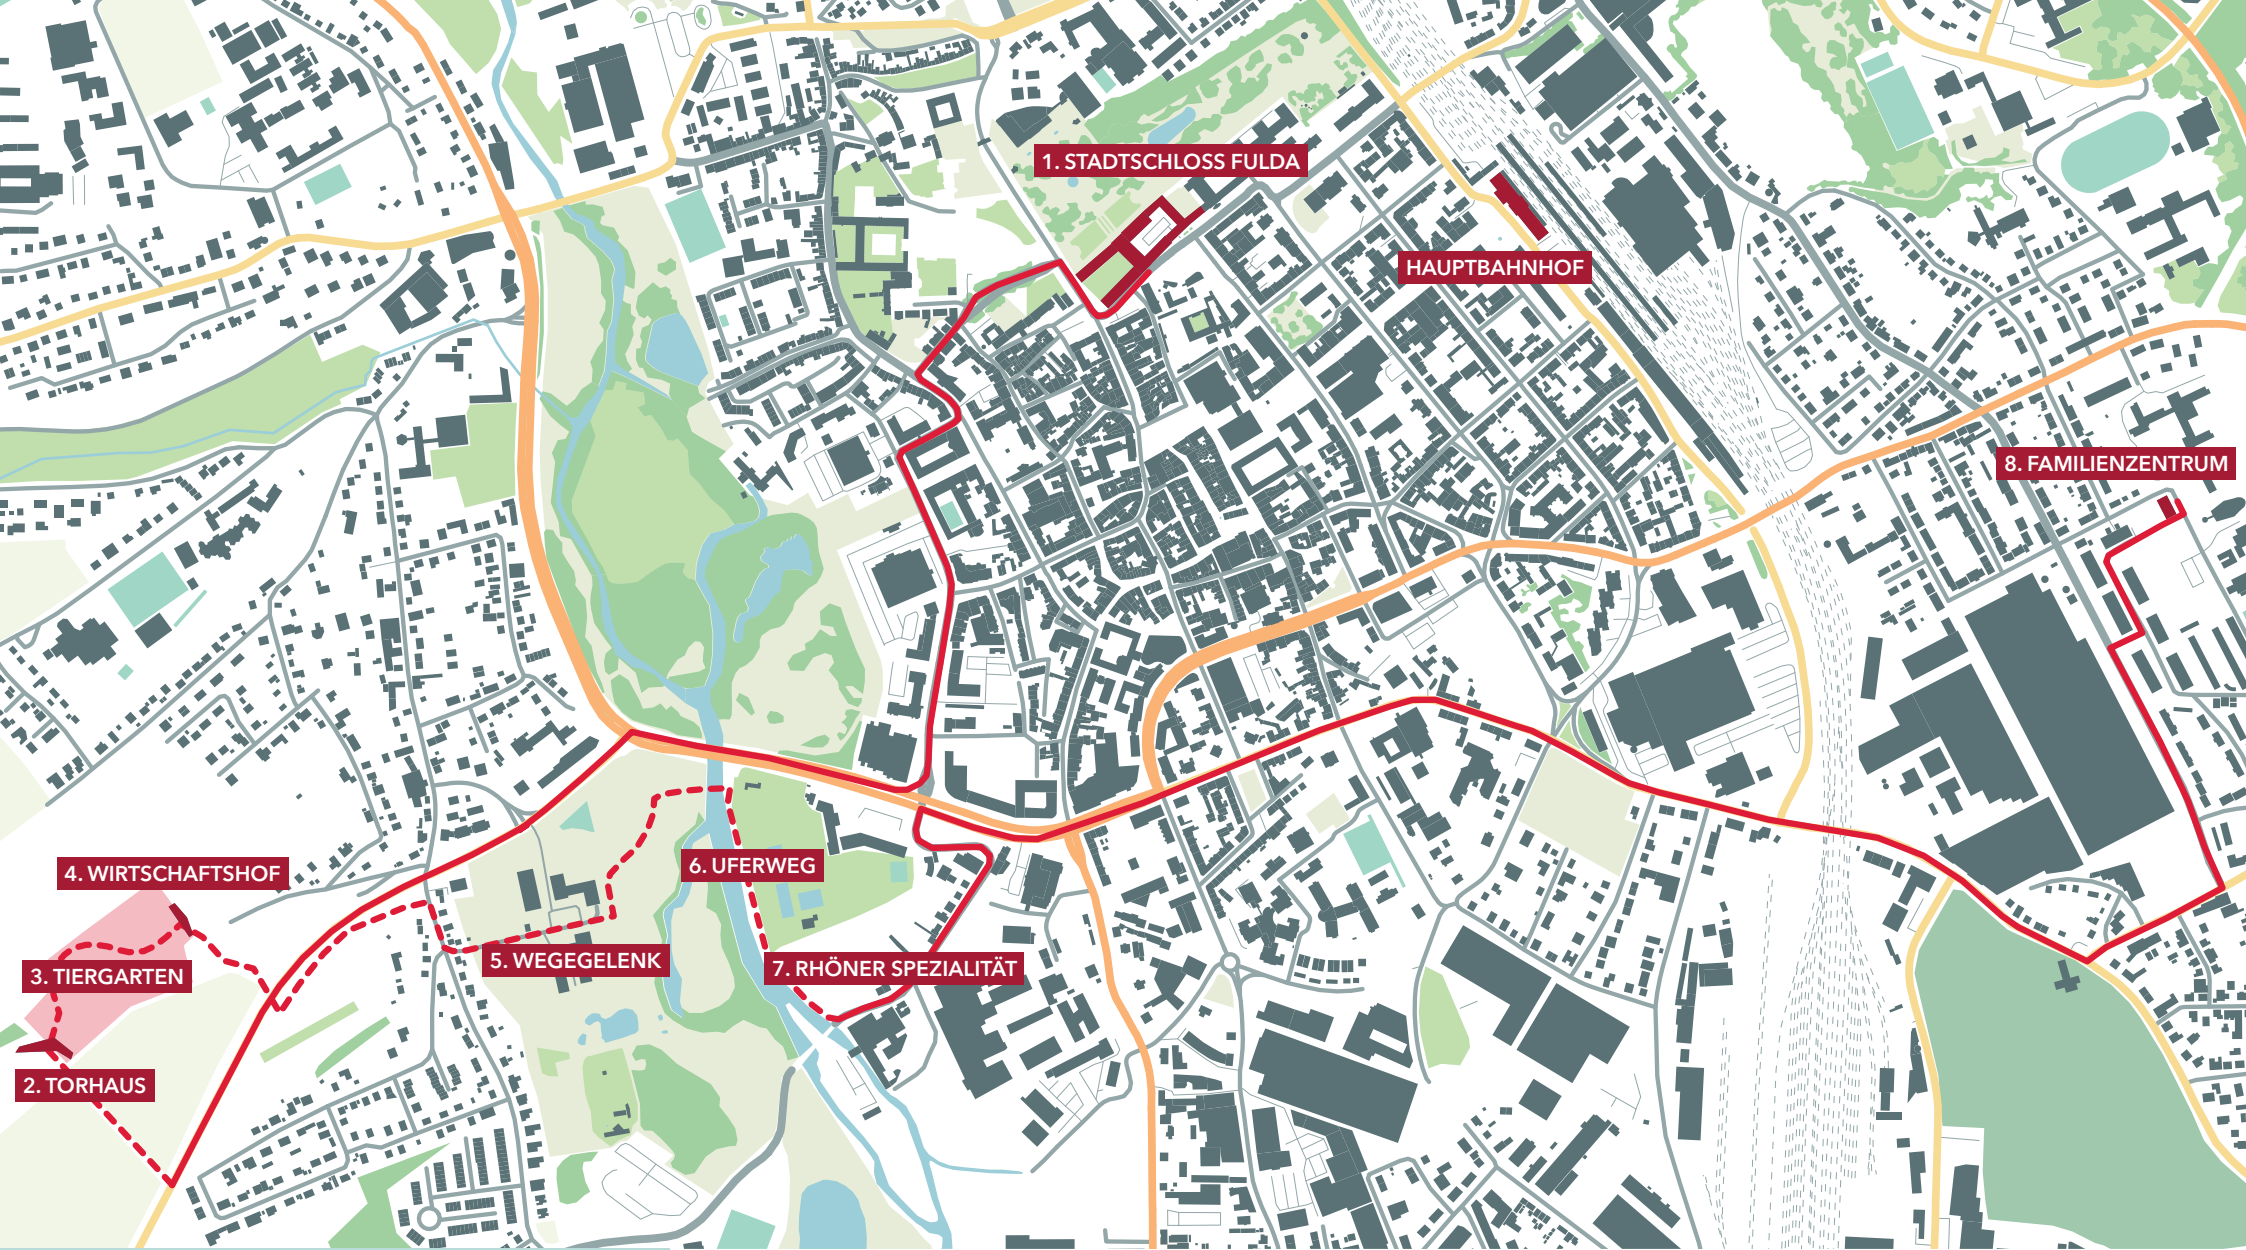 1. STADTSCHLOSS FULDA
HAUPTBAHNHOF
8. FAMILIENZENTRUM
4. WIRTSCHAFTSHOF
6. UFERWEG
5. WEGEGELENK
7. RHÖNER SPEZIALITÄT
3. TIERGARTEN
2. TORHAUS